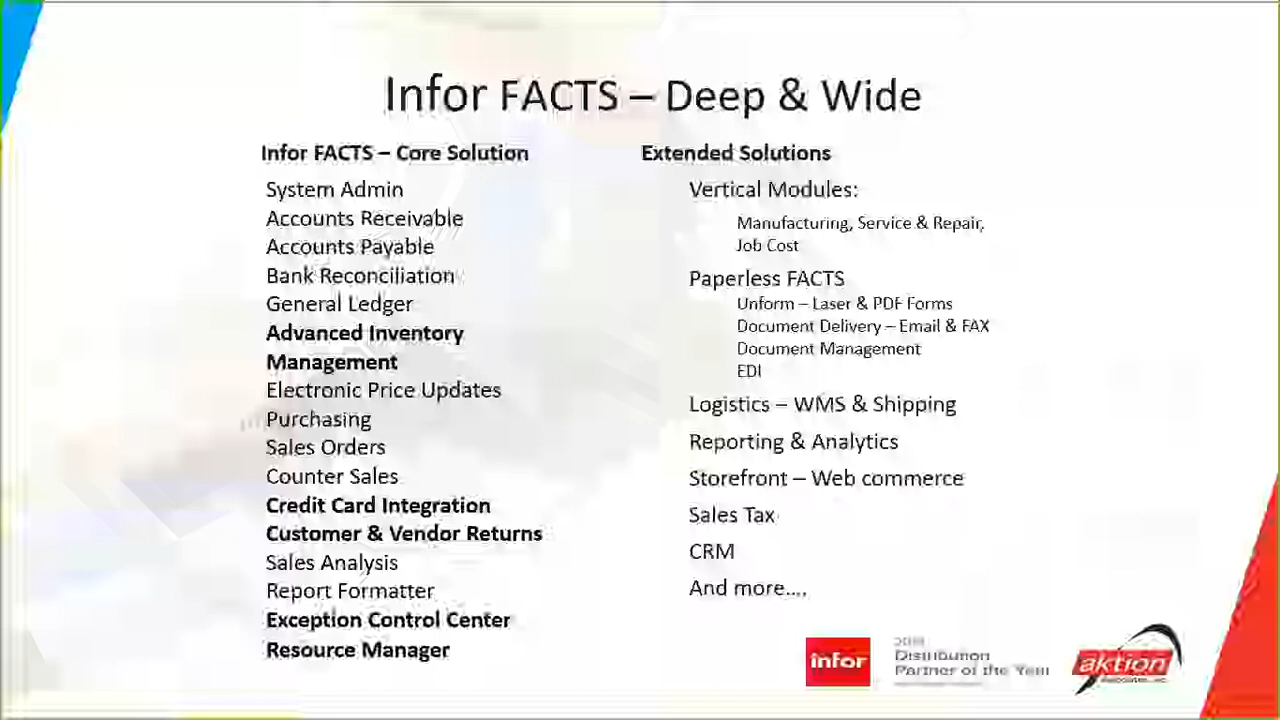 Infor FACTS – Deep & Wide
Infor FACTS – Core Solution
System Admin
Accounts Receivable
Accounts Payable
Bank Reconciliation
General Ledger
Advanced Inventory
Management
Electronic Price Updates
Purchasing
Sales Orders
Counter Sales
Credit Card Integration
Customer & Vendor Returns
Sales Analysis
Report Formatter
Exception Control Center
Resource Manager
Extended Solutions
Vertical Modules:
Manufacturing, Service & Repair,
Job Cost
Paperless FACTS
Unform – Laser & PDF Forms
Document Delivery – Email & FAX
Document Management
EDI
Logistics – WMS & Shipping
Reporting & Analytics
Storefront – Web commerce
Sales Tax
CRM
And more....
infor
Distribution
Partner of the Year
aktion